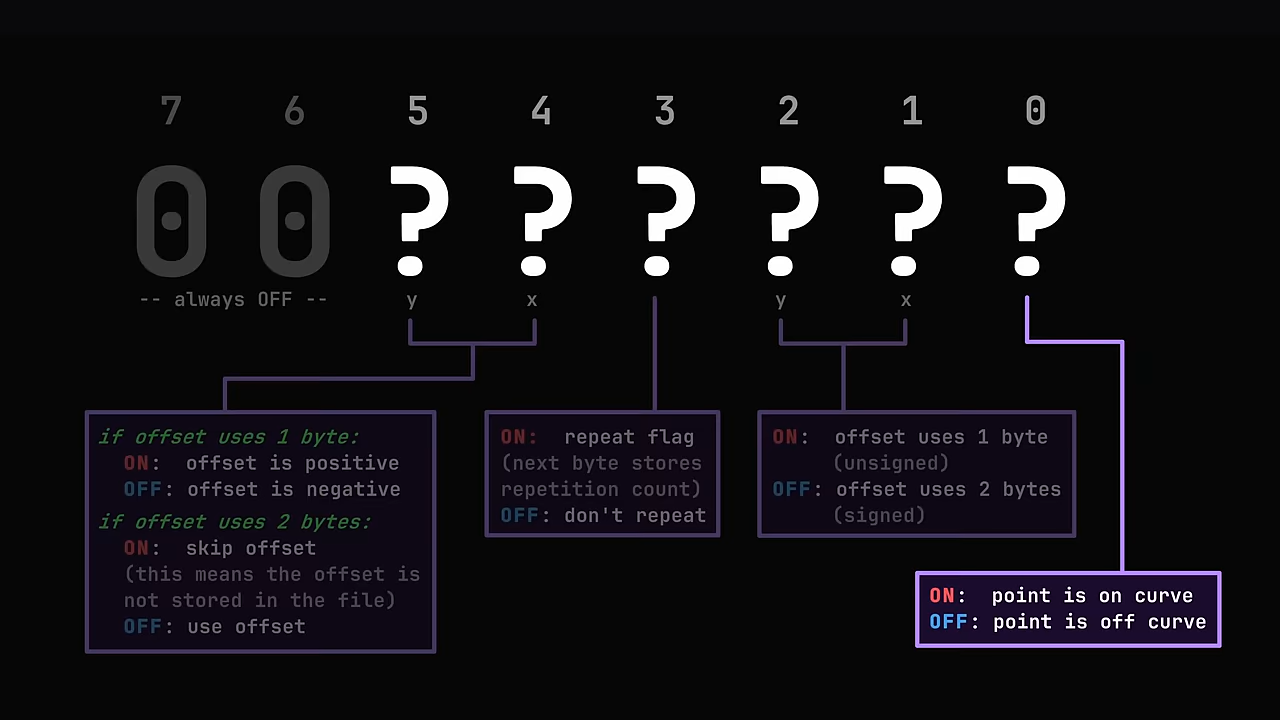 7 6 5 4 3 2 1 0
0 0 ? ? ? ? ? ?
-- always OFF -- y x y x
if offset uses 1 byte:
ON: offset is positive
OFF: offset is negative
if offset uses 2 bytes:
ON: skip offset
(this means the offset is
not stored in the file)
OFF: use offset
ON: repeat flag
(next byte stores
repetition count)
OFF: don't repeat
ON: offset uses 1 byte
(unsigned)
OFF: offset uses 2 bytes
(signed)
ON: point is on curve
OFF: point is off curve